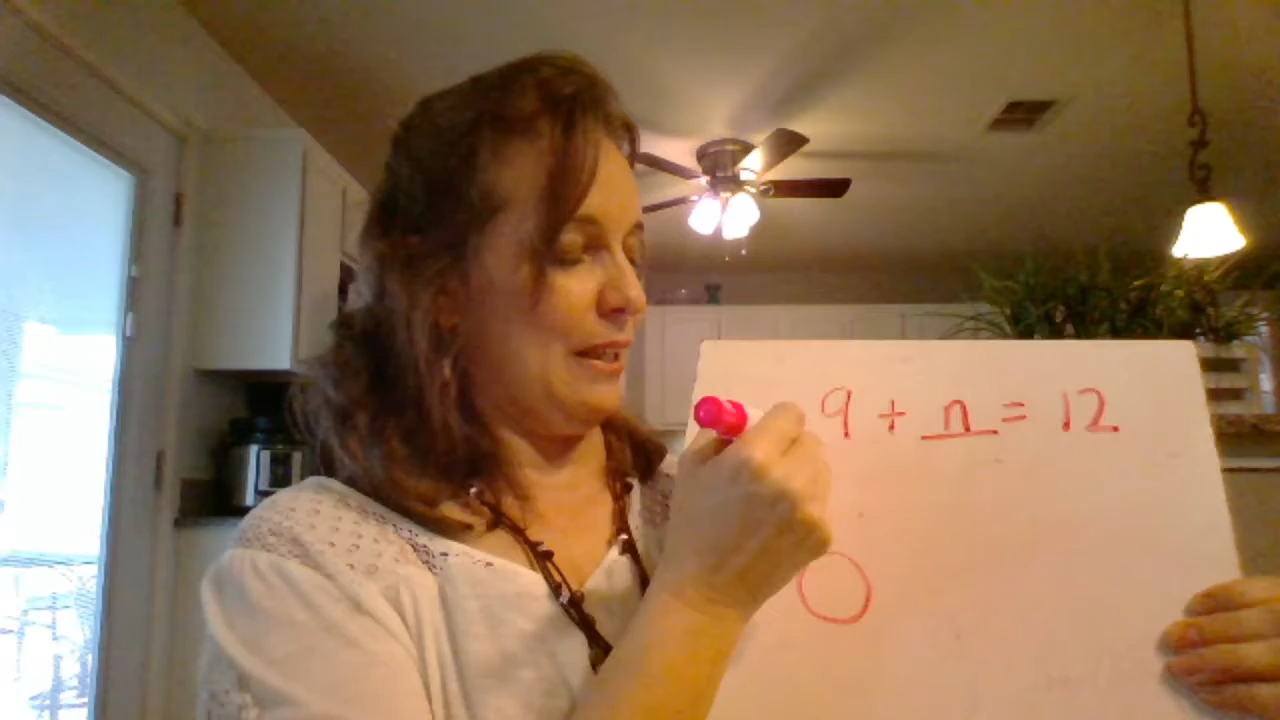 9 + n = 12